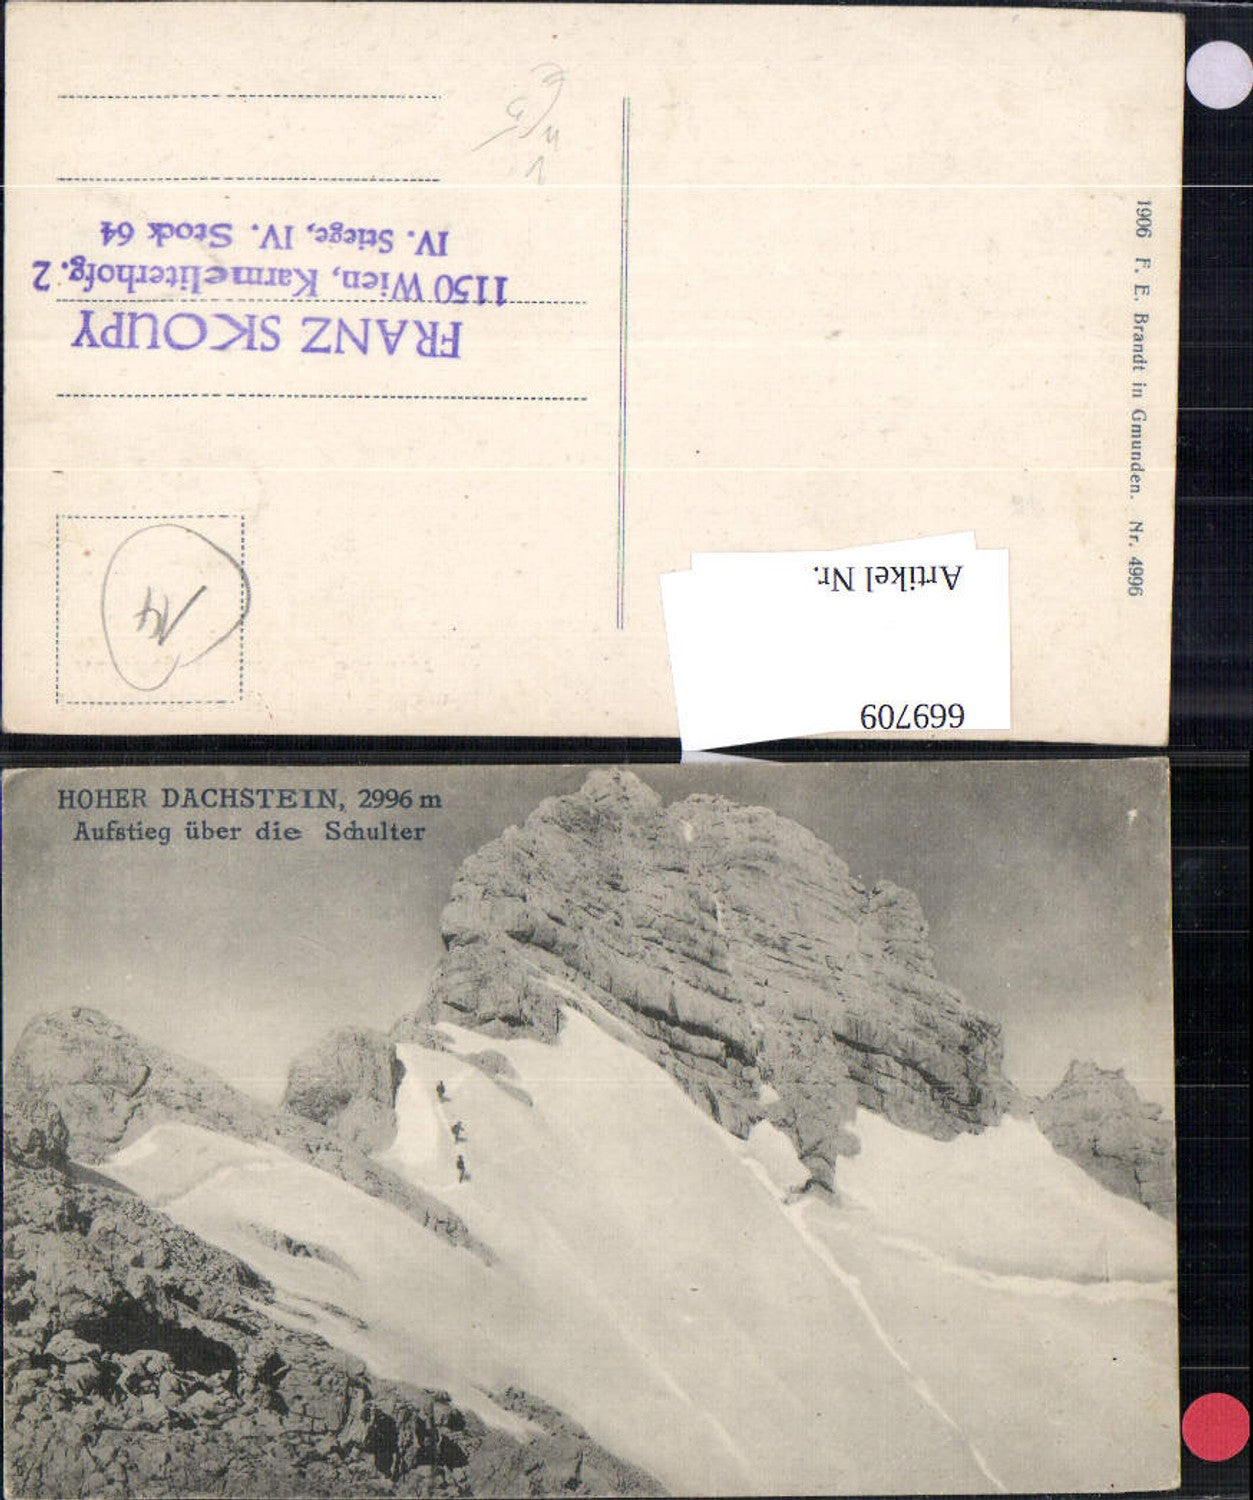 FRANZ SKOUPY
1150 Wien, Karmeliterhofg. 2
IV. Stiege, IV. Stock 64
1906 F. E. Brandt in Gmunden. Nr. 4996
14
Artikel Nr.
669709
HOHER DACHSTEIN, 2996 m
Aufstieg über die Schulter